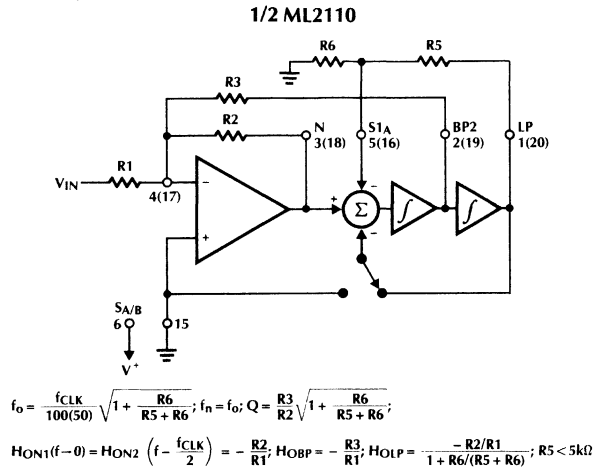 1/2 ML2110
R6
R5
R3
R2
N
3(18)
S1A
5(16)
BP2
2(19)
LP
1(20)
R1
VIN
4(17)
−
+
+
Σ
−
−
∫
∫
SA/B
6
15
V+
fo = fCLK/100(50) √(1 + R6/(R5 + R6)); fn = fo; Q = R3/R2 √(1 + R6/(R5 + R6));
HON1(f→0) = HON2 (f − fCLK/2) = − R2/R1; HOBP = − R3/R1; HOLP = −R2/R1 / (1 + R6/(R5 + R6)); R5<5kΩ